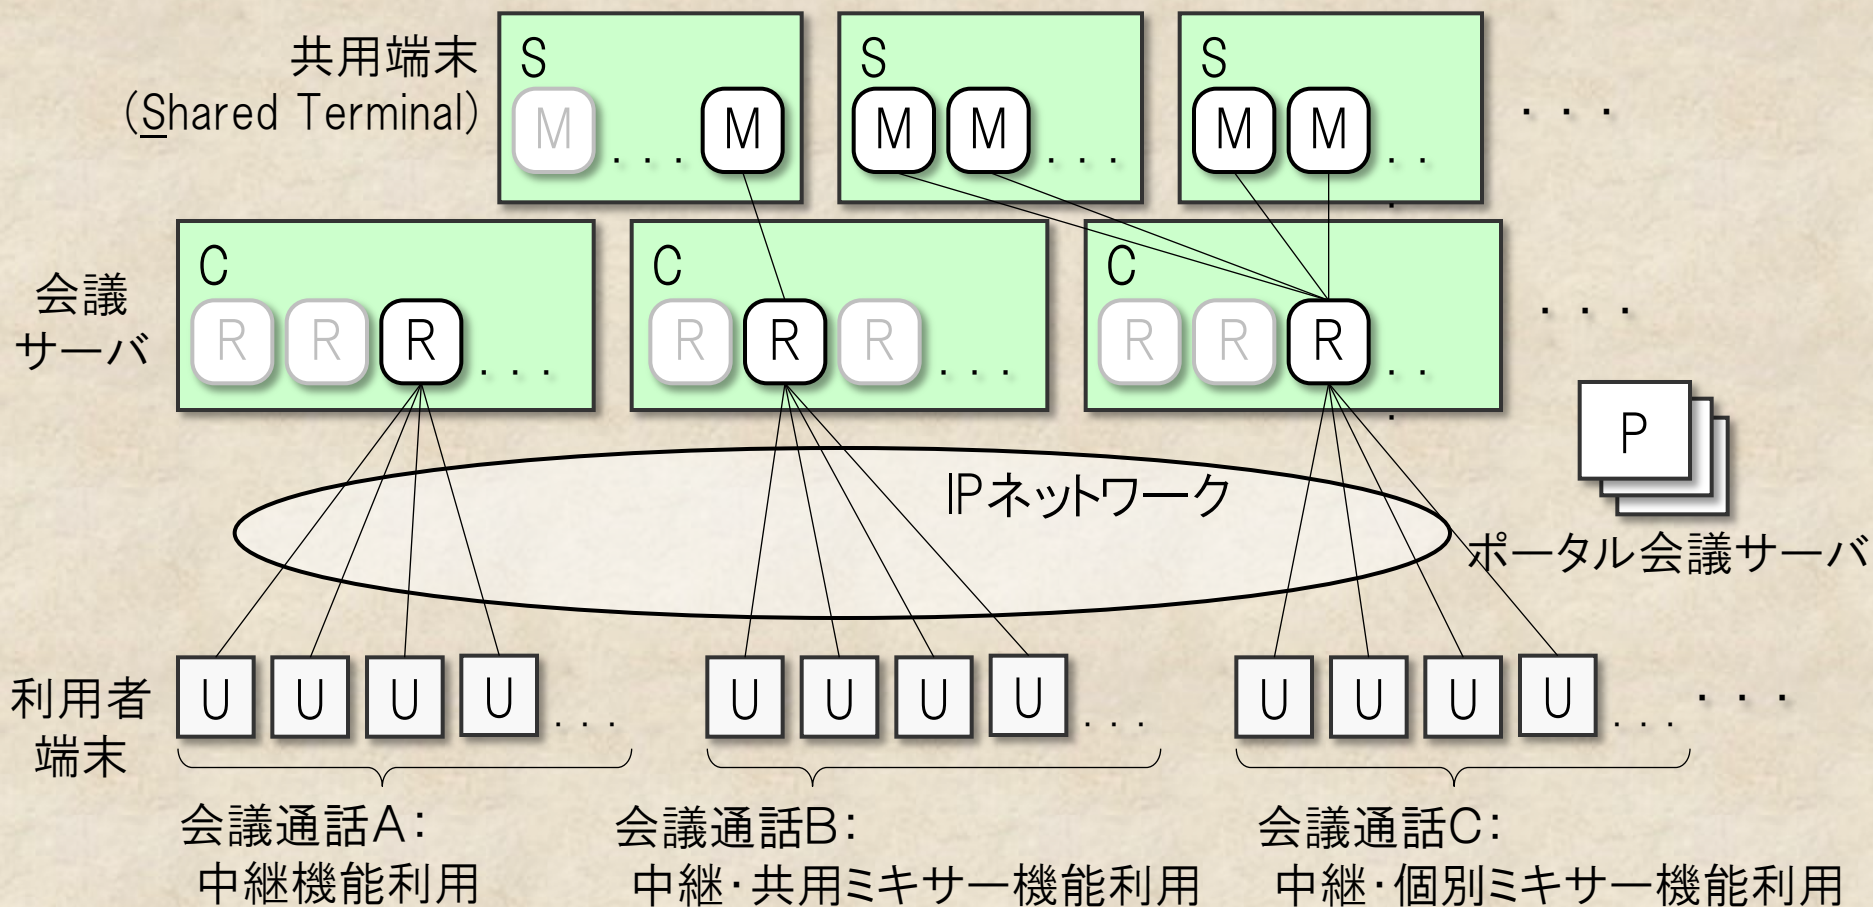 共用端末
(Shared Terminal)
S
S
S
M ... M
M M ...
M M ...
...
会議
サーバ
C
C
C
R R R ...
R R R ...
R R R ...
...
P
IPネットワーク
ポータル会議サーバ
利用者
端末
U U U U ...
U U U U ...
U U U U ...
...
会議通話A:
中継機能利用
会議通話B:
中継・共用ミキサー機能利用
会議通話C:
中継・個別ミキサー機能利用